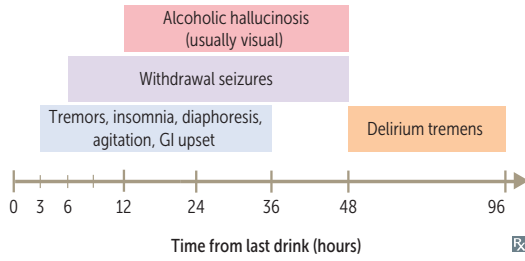 Alcoholic hallucinosis
(usually visual)
Withdrawal seizures
Tremors, insomnia, diaphoresis,
agitation, GI upset
Delirium tremens
0 3 6 12 24 36 48 96
Time from last drink (hours)
Rx